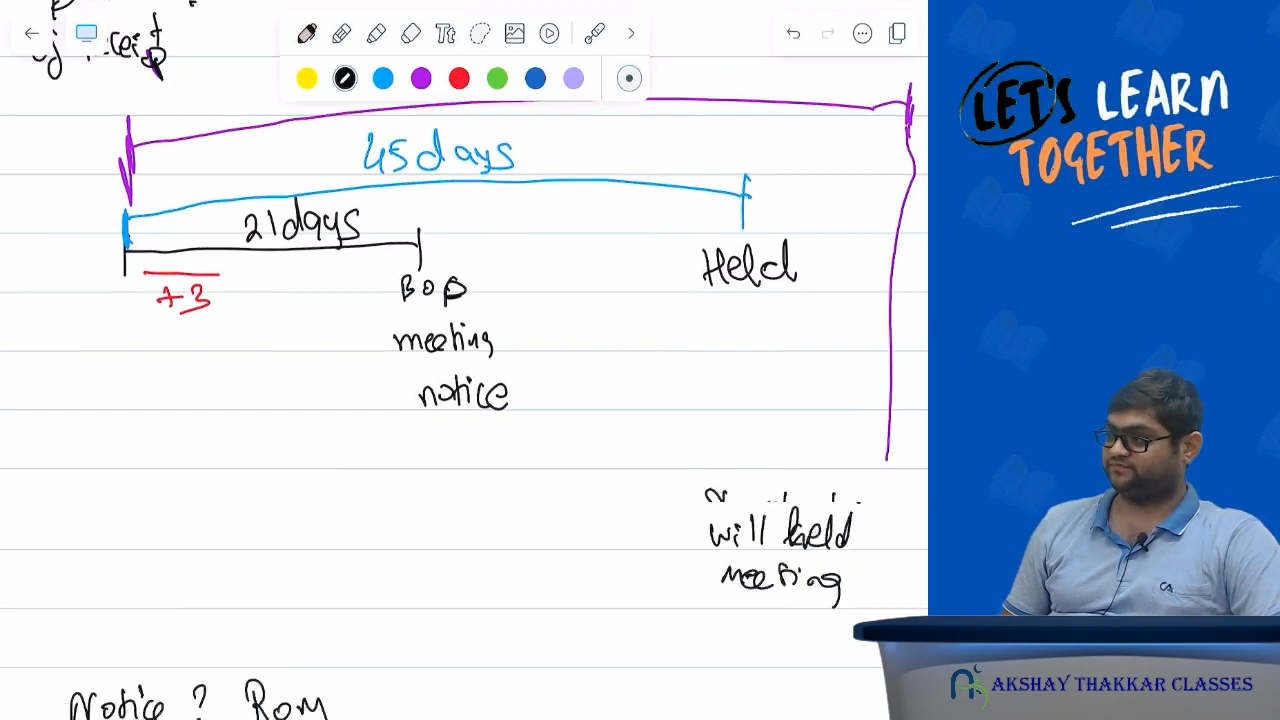 LET'S LEARN
TOGETHER
45 days
21 days
+3
Held
BOD
meeting
notice
will held
meeting
Notice ? Rom
AKSHAY THAKKAR CLASSES